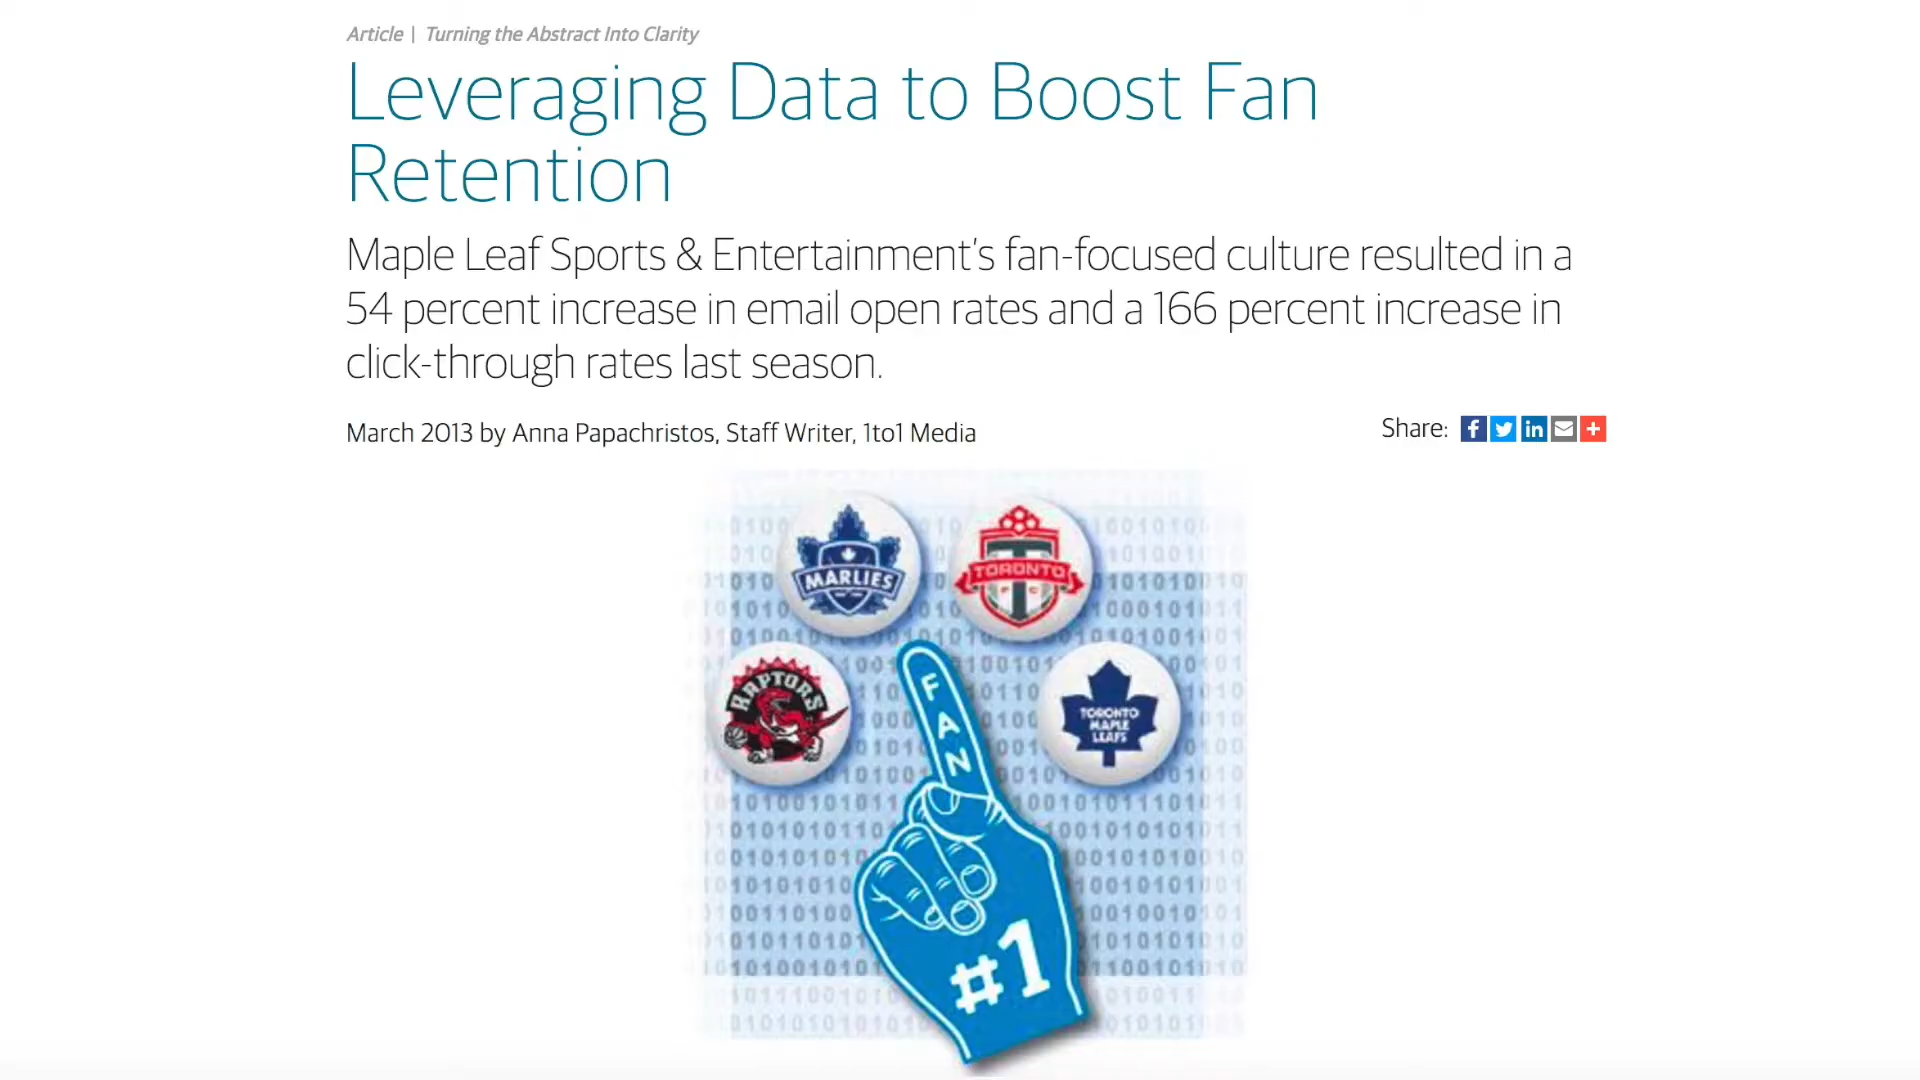 Article | Turning the Abstract Into Clarity
Leveraging Data to Boost Fan
Retention
Maple Leaf Sports & Entertainment's fan-focused culture resulted in a
54 percent increase in email open rates and a 166 percent increase in
click-through rates last season.
March 2013 by Anna Papachristos, Staff Writer, 1to1 Media
Share:
MARLIES
TORONTO
FC
RAPTORS
TORONTO
MAPLE
LEAFS
FAN
#1